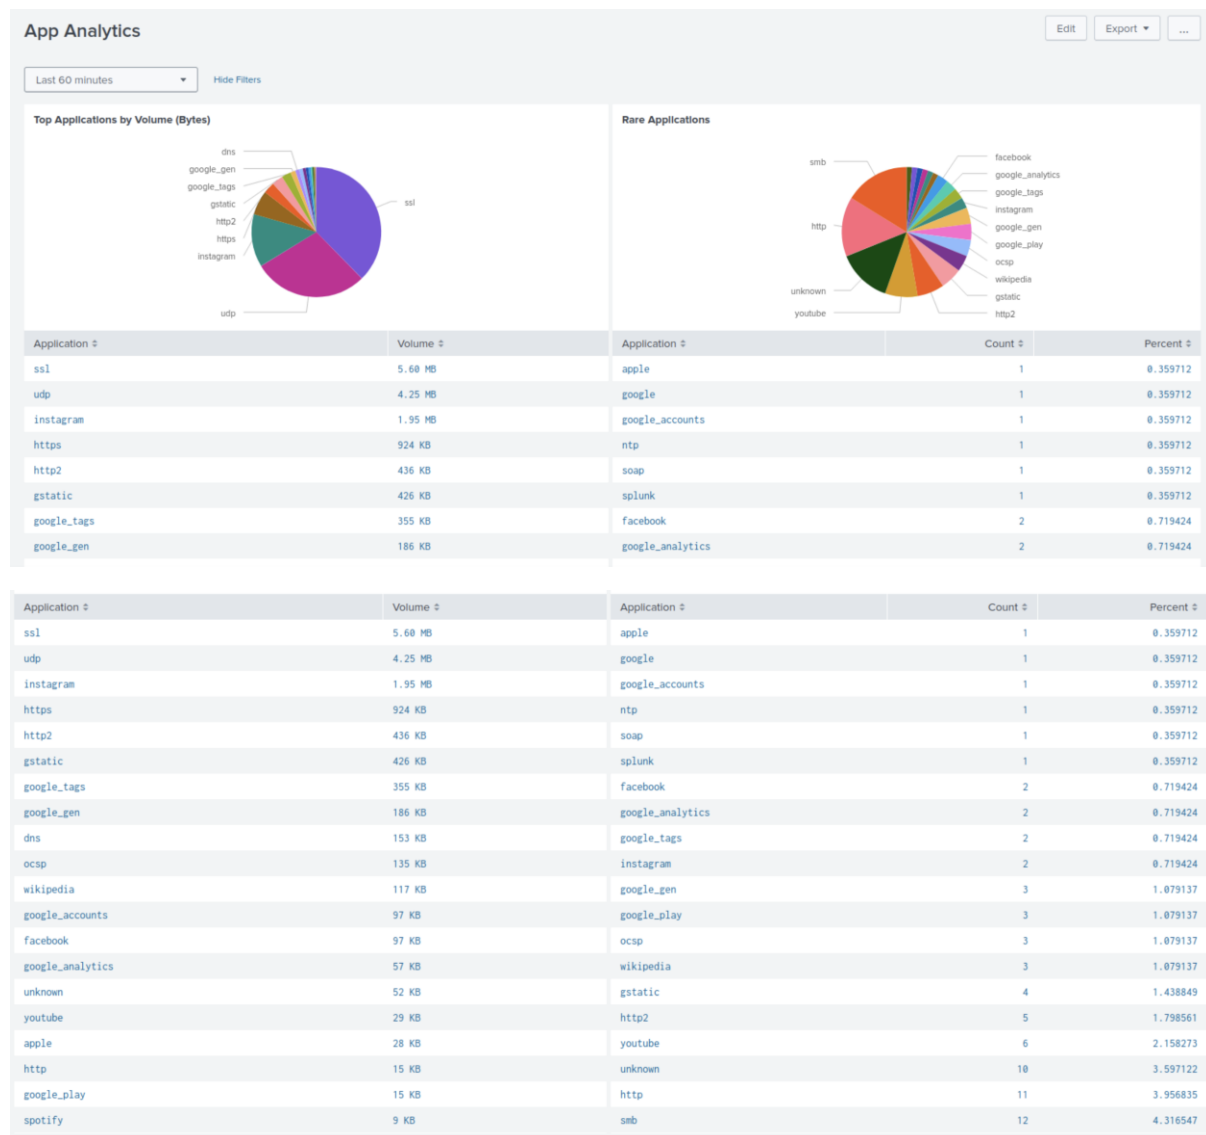 App Analytics
Edit Export ...
Last 60 minutes Hide Filters
Top Applications by Volume (Bytes)
dns
google_gen
google_tags
gstatic
http2
https
instagram
udp
ssl
Rare Applications
smb
http
unknown
youtube
facebook
google_analytics
google_tags
instagram
google_gen
google_play
ocsp
wikipedia
gstatic
http2
Application Volume Application Count Percent
ssl 5.60 MB apple 1 0.359712
udp 4.25 MB google 1 0.359712
instagram 1.95 MB google_accounts 1 0.359712
https 924 KB ntp 1 0.359712
http2 436 KB soap 1 0.359712
gstatic 426 KB splunk 1 0.359712
google_tags 355 KB facebook 2 0.719424
google_gen 186 KB google_analytics 2 0.719424
Application Volume Application Count Percent
ssl 5.60 MB apple 1 0.359712
udp 4.25 MB google 1 0.359712
instagram 1.95 MB google_accounts 1 0.359712
https 924 KB ntp 1 0.359712
http2 436 KB soap 1 0.359712
gstatic 426 KB splunk 1 0.359712
google_tags 355 KB facebook 2 0.719424
google_gen 186 KB google_analytics 2 0.719424
dns 153 KB google_tags 2 0.719424
ocsp 135 KB instagram 2 0.719424
wikipedia 117 KB google_gen 3 1.079137
google_accounts 97 KB google_play 3 1.079137
facebook 97 KB ocsp 3 1.079137
google_analytics 57 KB wikipedia 3 1.079137
unknown 52 KB gstatic 4 1.438849
youtube 29 KB http2 5 1.798561
apple 28 KB youtube 6 2.158273
http 15 KB unknown 10 3.597122
google_play 15 KB http 11 3.956835
spotify 9 KB smb 12 4.316547